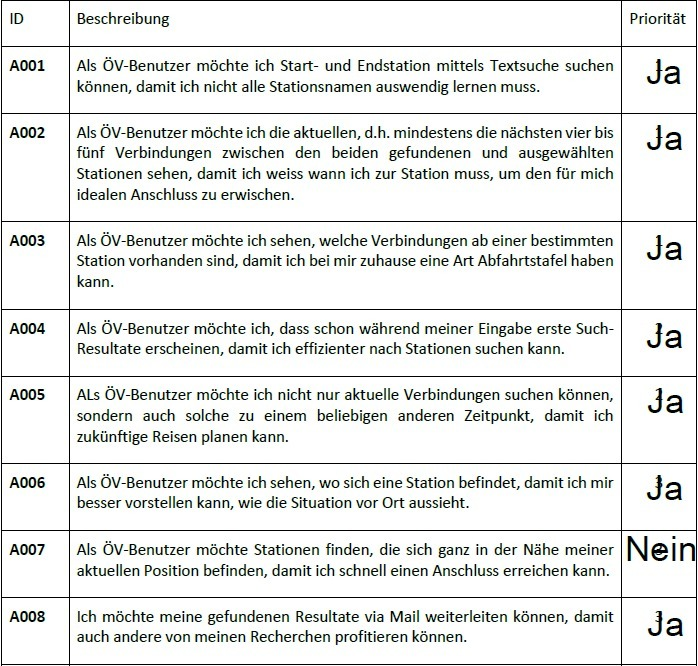 ID Beschreibung Priorität
A001 Als ÖV-Benutzer möchte ich Start- und Endstation mittels Textsuche suchen Ja
können, damit ich nicht alle Stationsnamen auswendig lernen muss.
A002 Als ÖV-Benutzer möchte ich die aktuellen, d.h. mindestens die nächsten vier bis Ja
fünf Verbindungen zwischen den beiden gefundenen und ausgewählten
Stationen sehen, damit ich weiss wann ich zur Station muss, um den für mich
idealen Anschluss zu erwischen.
A003 Als ÖV-Benutzer möchte ich sehen, welche Verbindungen ab einer bestimmten Ja
Station vorhanden sind, damit ich bei mir zuhause eine Art Abfahrtstafel haben
kann.
A004 Als ÖV-Benutzer möchte ich, dass schon während meiner Eingabe erste Such- Ja
Resultate erscheinen, damit ich effizienter nach Stationen suchen kann.
A005 ALs ÖV-Benutzer möchte ich nicht nur aktuelle Verbindungen suchen können, Ja
sondern auch solche zu einem beliebigen anderen Zeitpunkt, damit ich
zukünftige Reisen planen kann.
A006 Als ÖV-Benutzer möchte ich sehen, wo sich eine Station befindet, damit ich mir Ja
besser vorstellen kann, wie die Situation vor Ort aussieht.
A007 Als ÖV-Benutzer möchte Stationen finden, die sich ganz in der Nähe meiner Nein
aktuellen Position befinden, damit ich schnell einen Anschluss erreichen kann.
A008 Ich möchte meine gefundenen Resultate via Mail weiterleiten können, damit Ja
auch andere von meinen Recherchen profitieren können.